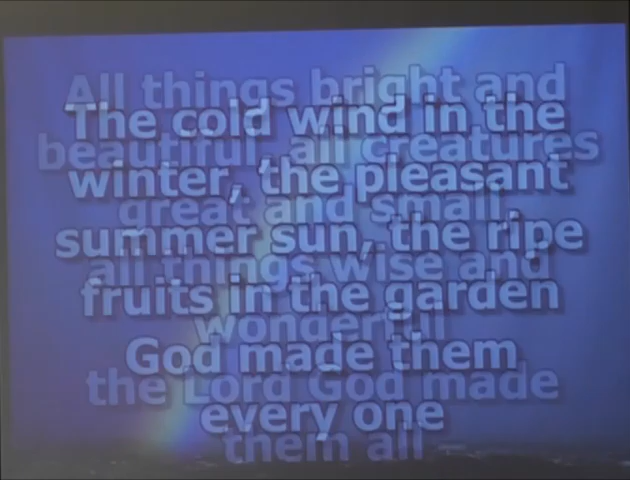 All things bright and
The cold wind in the
beautiful, all creatures
winter, the pleasant
great and small,
summer sun, the ripe
all things wise and
fruits in the garden
wonderful
God made them
the Lord God made
every one
them all